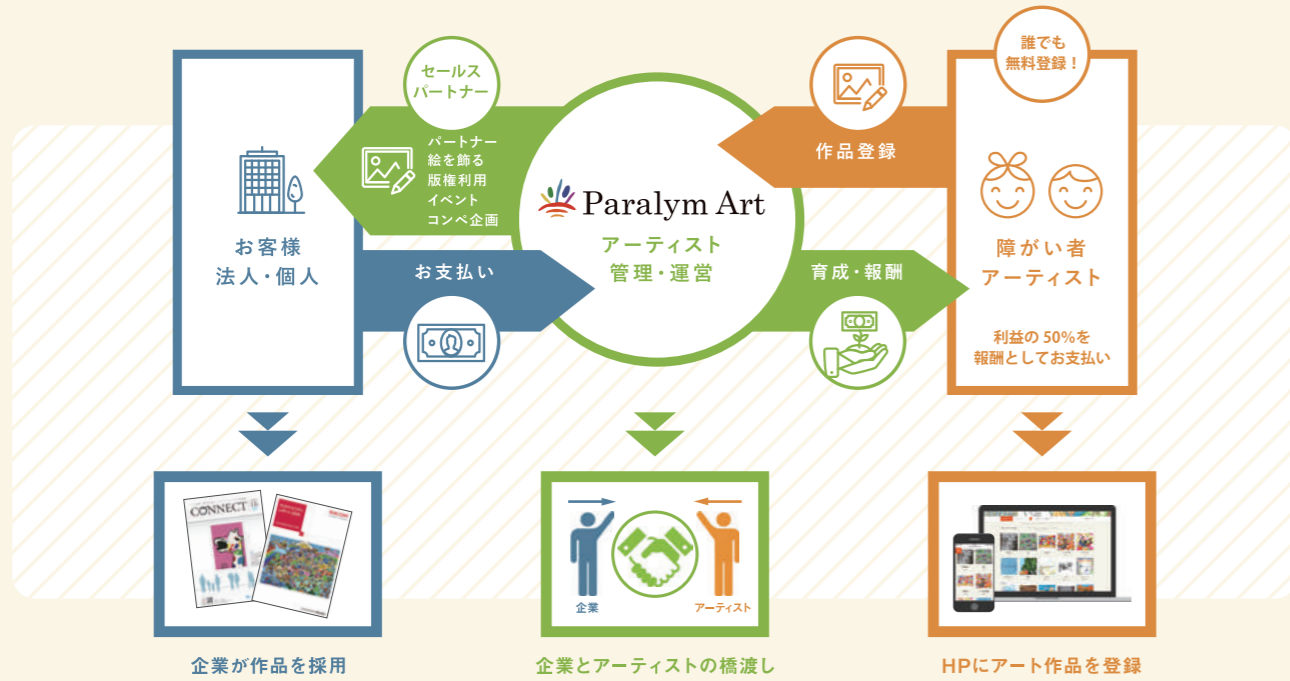 誰でも
無料登録！
セールス
パートナー
パートナー
絵を飾る
版権利用
イベント
コンペ企画
作品登録
Paralym Art
アーティスト
管理・運営
お客様
法人・個人
お支払い
育成・報酬
障がい者
アーティスト
利益の50%を
報酬としてお支払い
CONNECT
企業
アーティスト
企業が作品を採用
企業とアーティストの橋渡し
HPにアート作品を登録